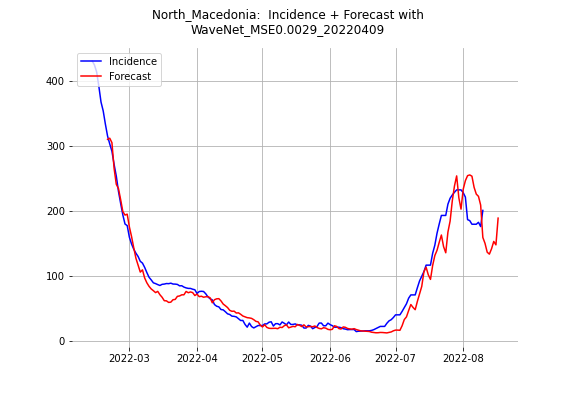 North_Macedonia:  Incidence + Forecast with
WaveNet_MSE0.0029_20220409
Incidence
Forecast
400
300
200
100
0
2022-03
2022-04
2022-05
2022-06
2022-07
2022-08